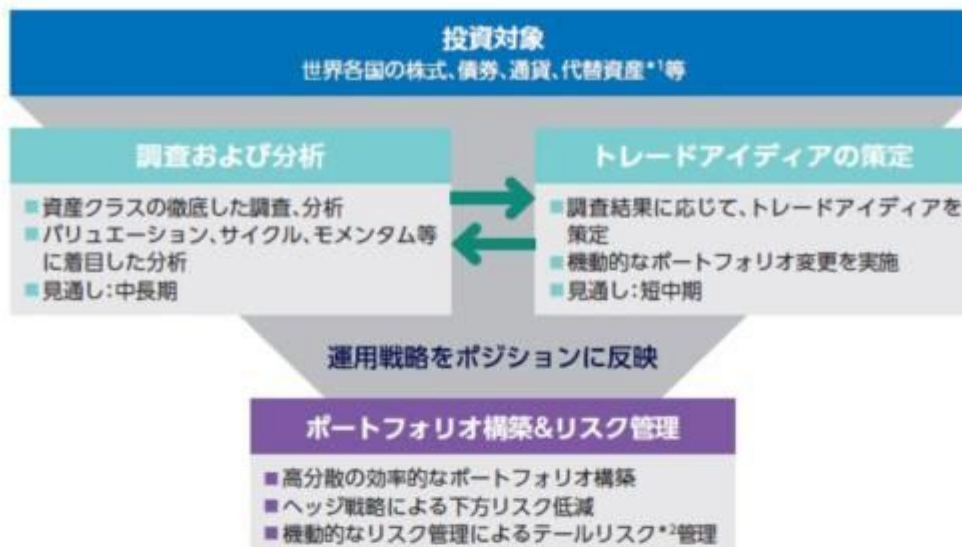 投資対象
世界各国の株式、債券、通貨、代替資産*1等
調査および分析
■資産クラスの徹底した調査、分析
■バリュエーション、サイクル、モメンタム等
に着目した分析
■見通し:中長期
トレードアイディアの策定
■調査結果に応じて、トレードアイディアを
策定
■機動的なポートフォリオ変更を実施
■見通し:短中期
運用戦略をポジションに反映
ポートフォリオ構築&リスク管理
■高分散の効率的なポートフォリオ構築
■ヘッジ戦略による下方リスク低減
■機動的なリスク管理によるテールリスク*2管理